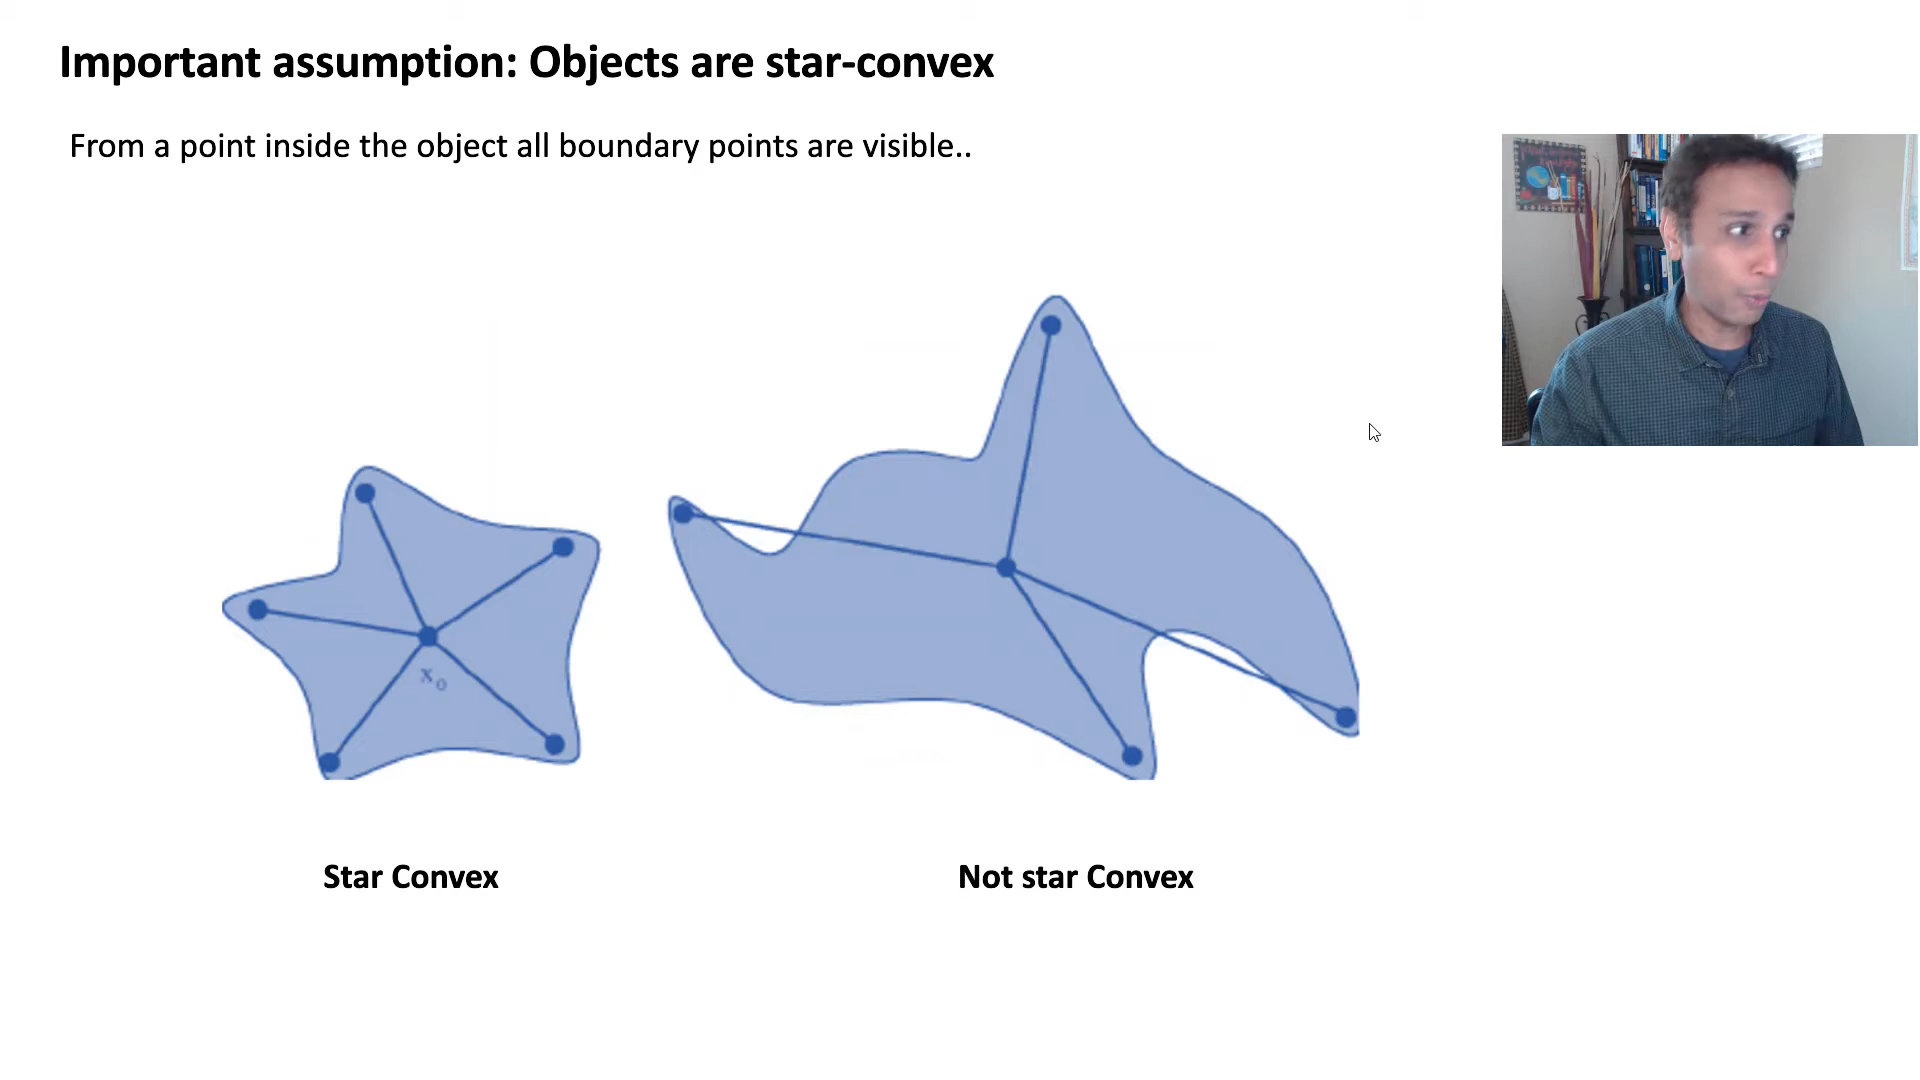 Important assumption: Objects are star-convex
From a point inside the object all boundary points are visible..
x₀
Star Convex
Not star Convex